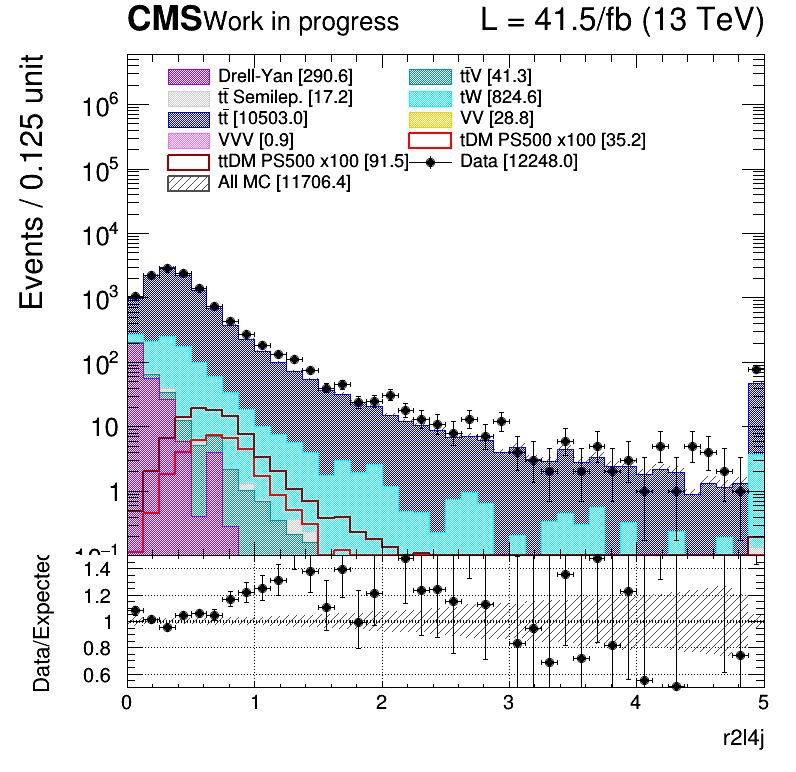 CMS Work in progress L = 41.5/fb (13 TeV)
Events / 0.125 unit
Drell-Yan [290.6] tt̄V [41.3]
tt̄ Semilep. [17.2] tW [824.6]
tt̄ [10503.0] VV [28.8]
VVV [0.9] tDM PS500 x100 [35.2]
ttDM PS500 x100 [91.5] Data [12248.0]
All MC [11706.4]
10⁶
10⁵
10⁴
10³
10²
10
1
10⁻¹
Data/Expected
1.4
1.2
1
0.8
0.6
0 1 2 3 4 5
r2l4j